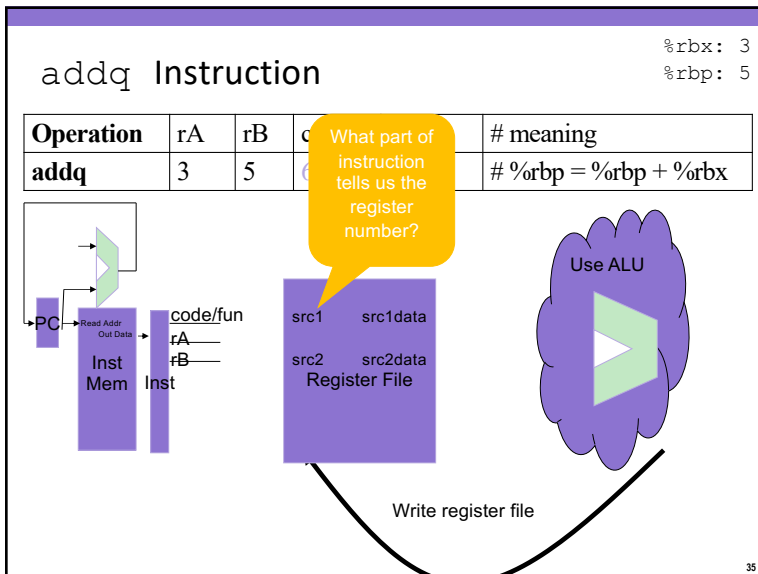 %rbx: 3
addq Instruction
%rbp: 5
Operation rA rB # meaning
addq 3 5 # %rbp = %rbp + %rbx
What part of
instruction
tells us the
register
number?
PC
Read Addr
Out Data
Inst
Mem
Inst
code/fun
rA
rB
src1 src1data
src2 src2data
Register File
Use ALU
Write register file
35